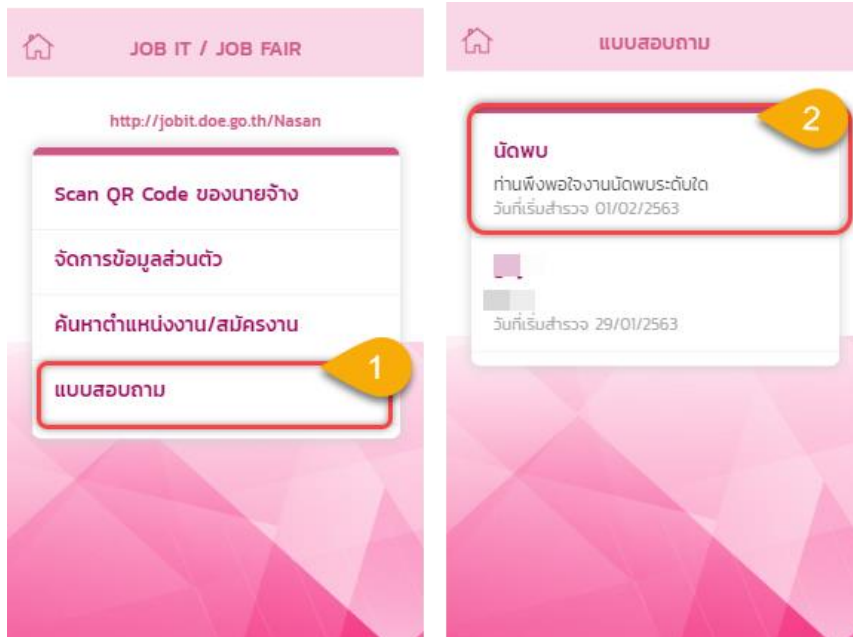 JOB IT / JOB FAIR
http://jobit.doe.go.th/Nasan
Scan QR Code ของนายจ้าง
จัดการข้อมูลส่วนตัว
ค้นหาตำแหน่งงาน/สมัครงาน
1
แบบสอบถาม
แบบสอบถาม
2
นัดพบ
ท่านพึงพอใจงานนัดพบระดับใด
วันที่เริ่มสำรวจ 01/02/2563
วันที่เริ่มสำรวจ 29/01/2563